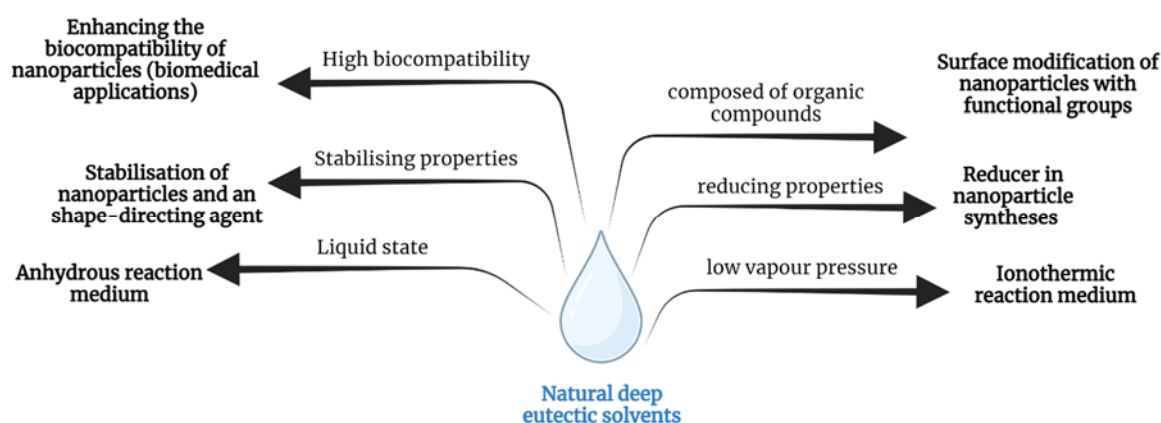 Enhancing the
biocompatibility of
nanoparticles (biomedical
applications)
High biocompatibility
Stabilisation of
nanoparticles and an
shape-directing agent
Stabilising properties
Anhydrous reaction
medium
Liquid state
composed of organic
compounds
Surface modification of
nanoparticles with
functional groups
reducing properties
Reducer in
nanoparticle
syntheses
low vapour pressure
Ionothermic
reaction medium
Natural deep
eutectic solvents